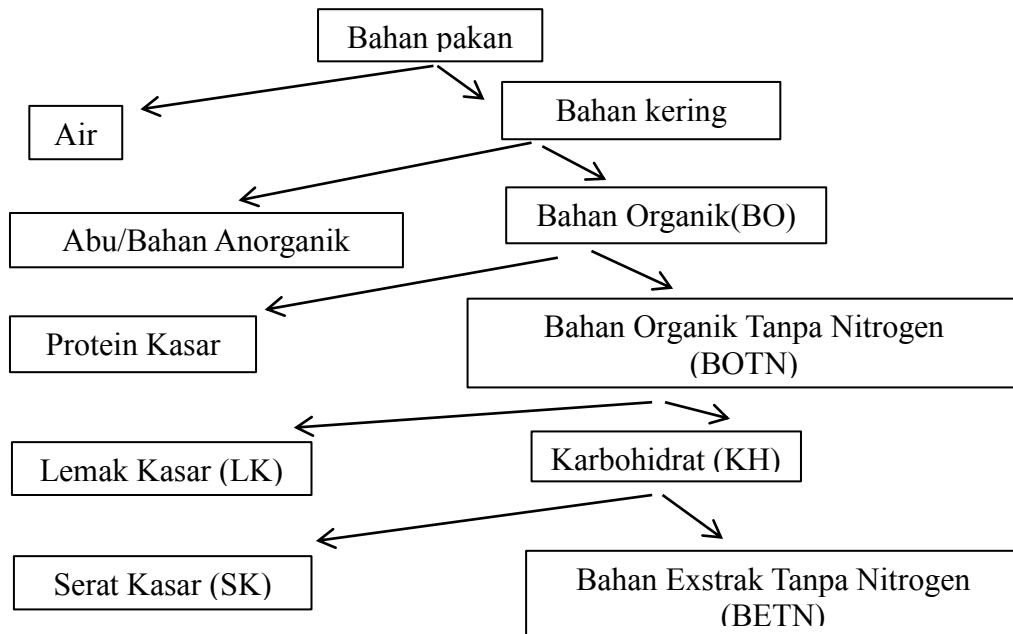 Bahan pakan
Air
Bahan kering
Abu/Bahan Anorganik
Bahan Organik(BO)
Protein Kasar
Bahan Organik Tanpa Nitrogen
(BOTN)
Lemak Kasar (LK)
Karbohidrat (KH)
Serat Kasar (SK)
Bahan Exstrak Tanpa Nitrogen
(BETN)